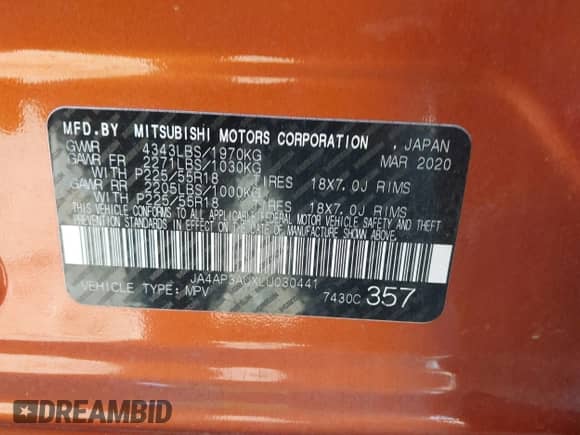 MFD.BY MITSUBISHI MOTORS CORPORATION , JAPAN
GVWR 4343LBS/1970KG MAR 2020
GAWR FR 2271LBS/1030KG
WITH P225/55R18 TIRES 18X7.0J RIMS
GAWR RR 2205LBS/1000KG
WITH P225/55R18 TIRES 18X7.0J RIMS
THIS VEHICLE CONFORMS TO ALL APPLICABLE FEDERAL MOTOR VEHICLE SAFETY AND THEFT
PREVENTION STANDARDS IN EFFECT ON THE DATE OF MANUFACTURE SHOWN ABOVE.
JA4AP3AUXLU030441
VEHICLE TYPE: MPV 7430C 357
DREAMBID